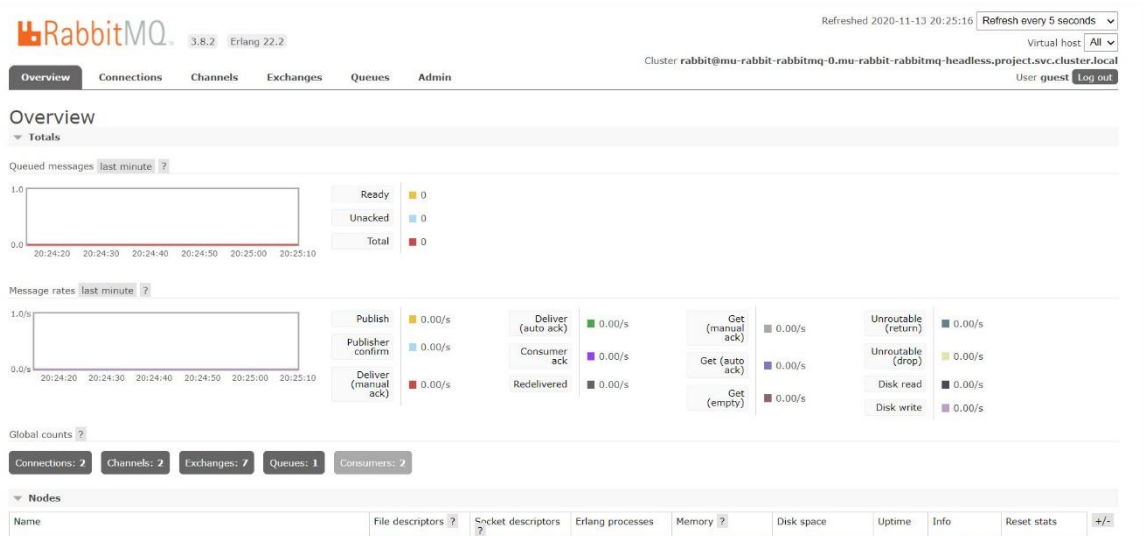 Refreshed 2020-11-13 20:25:16 Refresh every 5 seconds
RabbitMQ 3.8.2 Erlang 22.2
Virtual host All
Cluster rabbit@mu-rabbit-rabbitmq-0.mu-rabbit-rabbitmq-headless.project.svc.cluster.local
Overview Connections Channels Exchanges Queues Admin
User guest Log out
Overview
Totals
Queued messages last minute ?
1.0
0.0
20:24:20 20:24:30 20:24:40 20:24:50 20:25:00 20:25:10
Ready 0
Unacked 0
Total 0
Message rates last minute ?
1.0/s
0.0/s
20:24:20 20:24:30 20:24:40 20:24:50 20:25:00 20:25:10
Publish 0.00/s
Publisher
confirm 0.00/s
Deliver
(manual
ack) 0.00/s
Deliver
(auto ack) 0.00/s
Consumer
ack 0.00/s
Redelivered 0.00/s
Get
(manual
ack) 0.00/s
Get (auto
ack) 0.00/s
Get
(empty) 0.00/s
Unroutable
(return) 0.00/s
Unroutable
(drop) 0.00/s
Disk read 0.00/s
Disk write 0.00/s
Global counts ?
Connections: 2 Channels: 2 Exchanges: 7 Queues: 1 Consumers: 2
Nodes
Name File descriptors ? Socket descriptors ? Erlang processes Memory ? Disk space Uptime Info Reset stats +/-